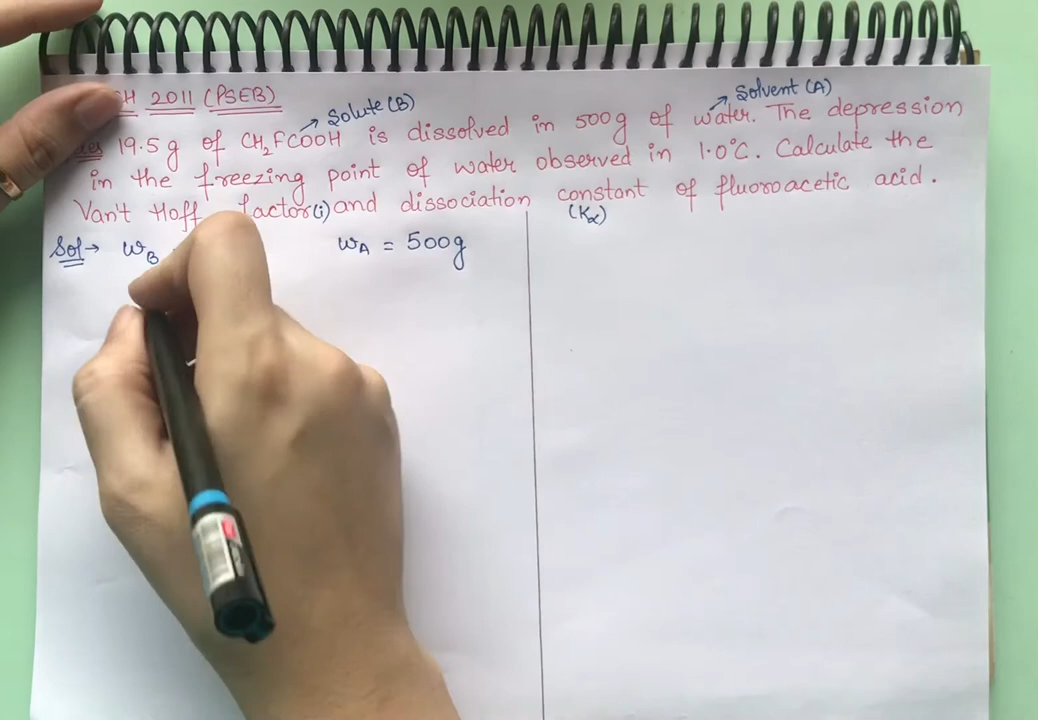 2011 (PSEB)
Solute (B)
Solvent (A)
19.5 g of CH₂FCOOH is dissolved in 500g of water. The depression
in the freezing point of water observed in 1.0°C. Calculate the
Van't Hoff factor (i) and dissociation constant of fluoroacetic acid.
(Kα)
Sol → WB WA = 500g